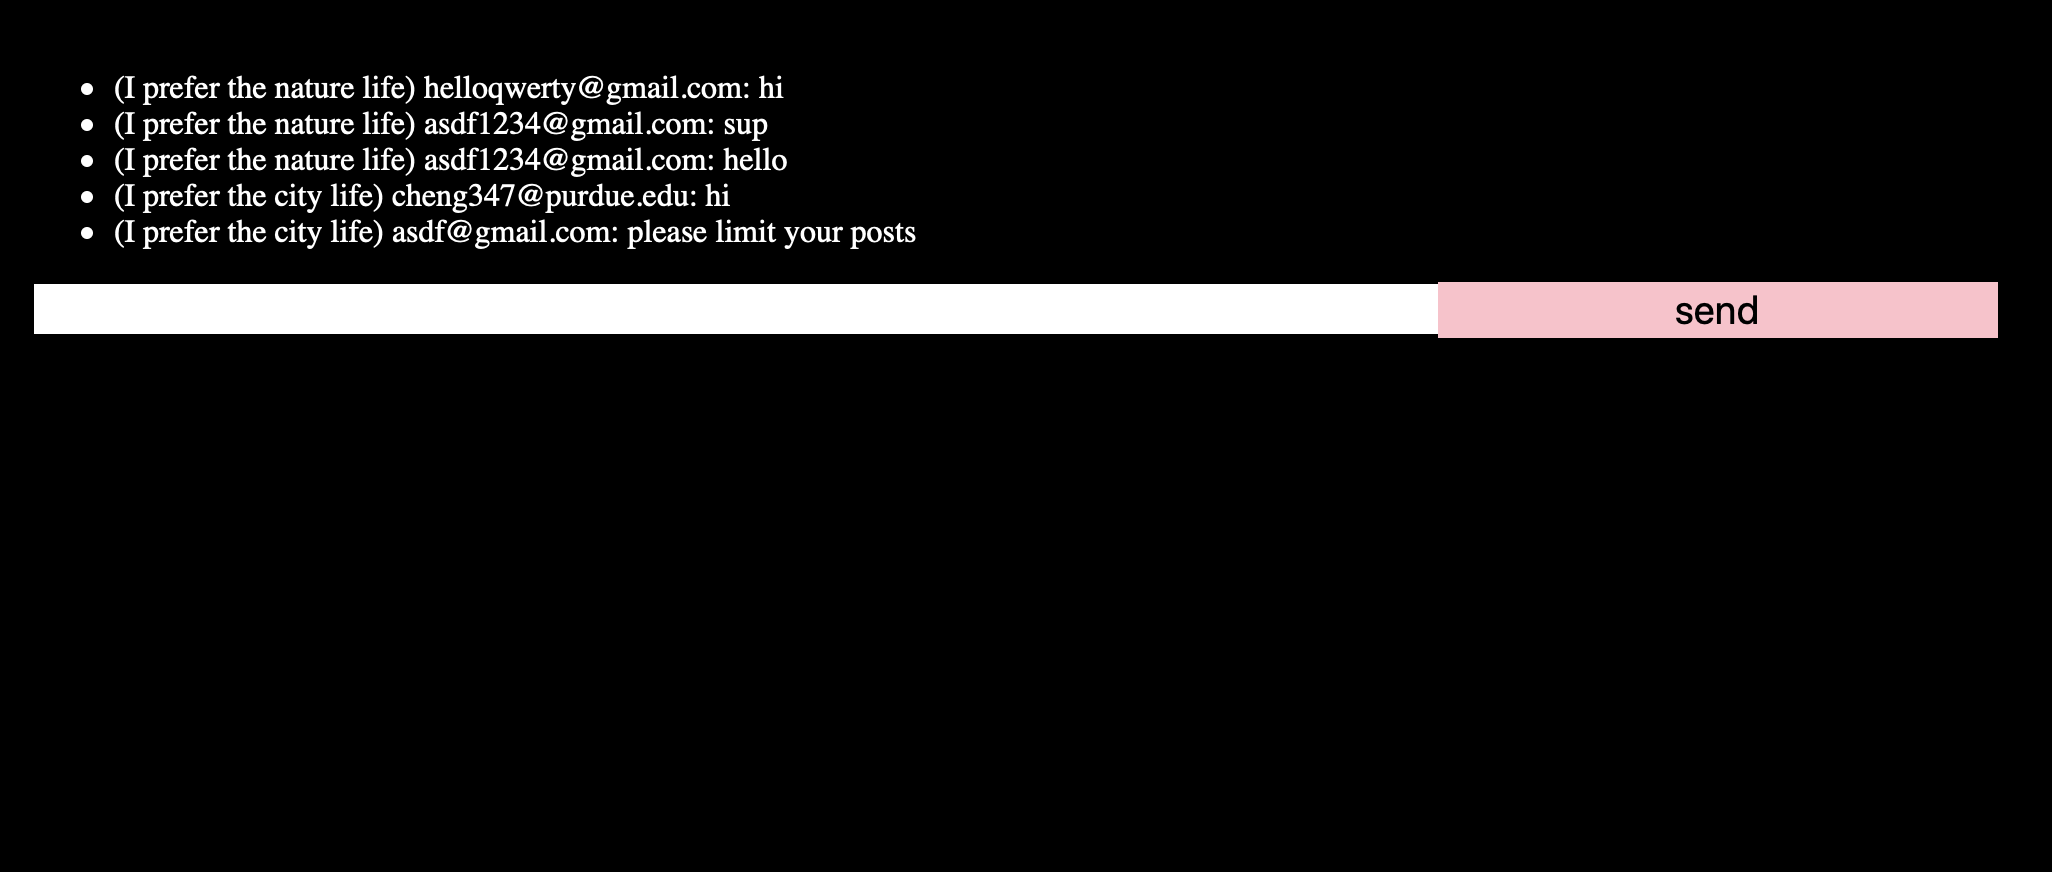 (I prefer the nature life) helloqwerty@gmail.com: hi
(I prefer the nature life) asdf1234@gmail.com: sup
(I prefer the nature life) asdf1234@gmail.com: hello
(I prefer the city life) cheng347@purdue.edu: hi
(I prefer the city life) asdf@gmail.com: please limit your posts
send